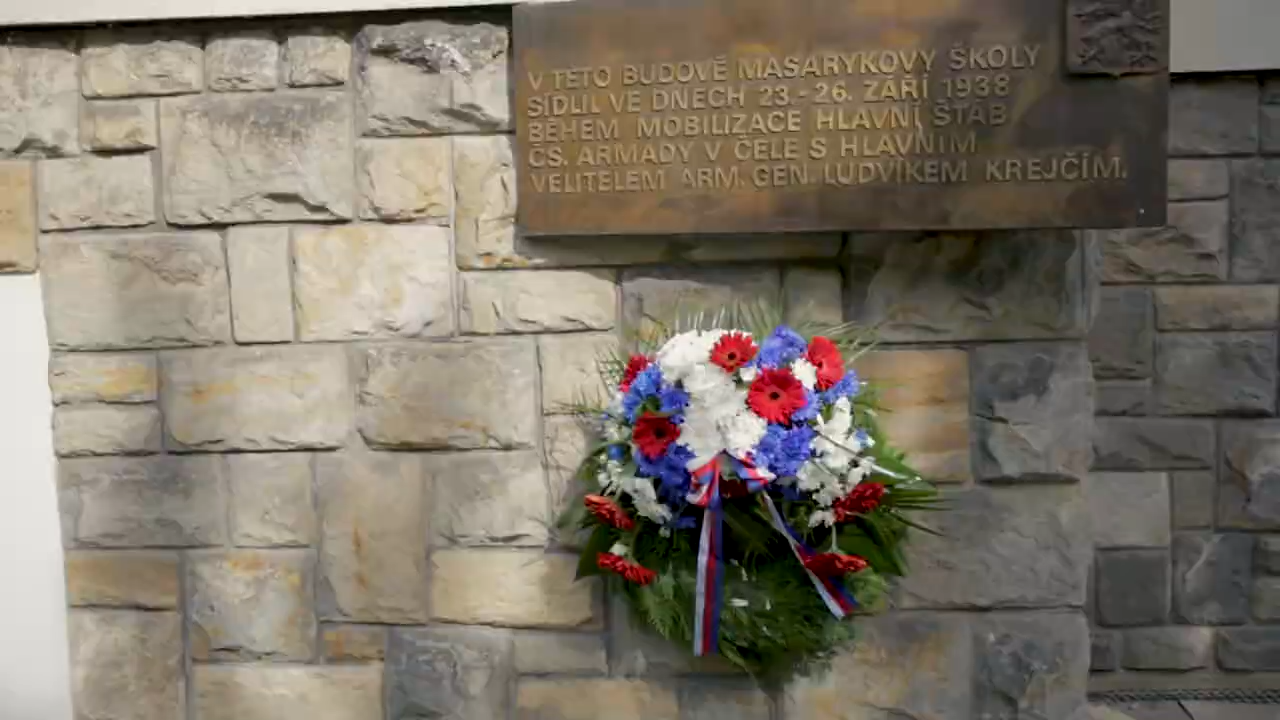 V TÉTO BUDOVĚ MASARYKOVY ŠKOLY
SÍDLIL VE DNECH 23.-26. ZÁŘÍ 1938
BĚHEM MOBILIZACE HLAVNÍ ŠTÁB
ČS. ARMÁDY V ČELE S HLAVNÍM
VELITELEM ARM. GEN. LUDVÍKEM KREJČÍM.